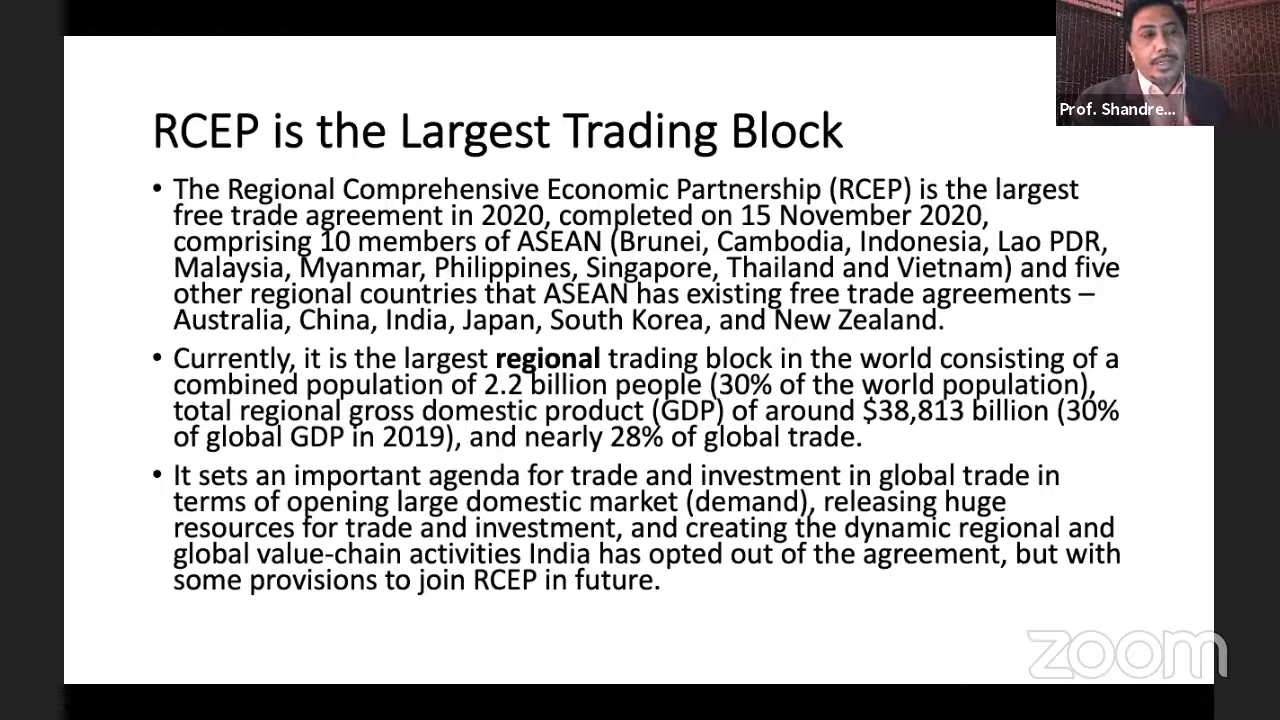 Prof. Shandre...
RCEP is the Largest Trading Block
• The Regional Comprehensive Economic Partnership (RCEP) is the largest
free trade agreement in 2020, completed on 15 November 2020,
comprising 10 members of ASEAN (Brunei, Cambodia, Indonesia, Lao PDR,
Malaysia, Myanmar, Philippines, Singapore, Thailand and Vietnam) and five
other regional countries that ASEAN has existing free trade agreements –
Australia, China, India, Japan, South Korea, and New Zealand.
• Currently, it is the largest regional trading block in the world consisting of a
combined population of 2.2 billion people (30% of the world population),
total regional gross domestic product (GDP) of around $38,813 billion (30%
of global GDP in 2019), and nearly 28% of global trade.
• It sets an important agenda for trade and investment in global trade in
terms of opening large domestic market (demand), releasing huge
resources for trade and investment, and creating the dynamic regional and
global value-chain activities India has opted out of the agreement, but with
some provisions to join RCEP in future.
zoom